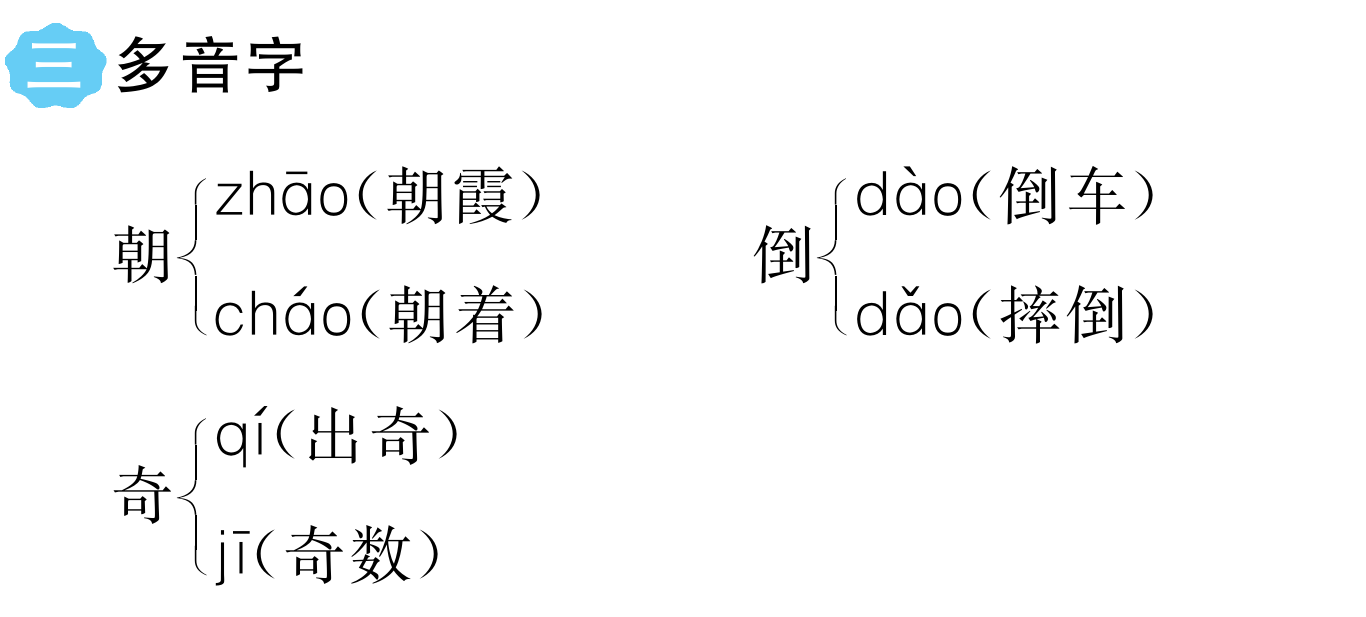 三 多音字
朝 zhāo(朝霞)
cháo(朝着)
倒 dào(倒车)
dǎo(摔倒)
奇 qí(出奇)
jī(奇数)